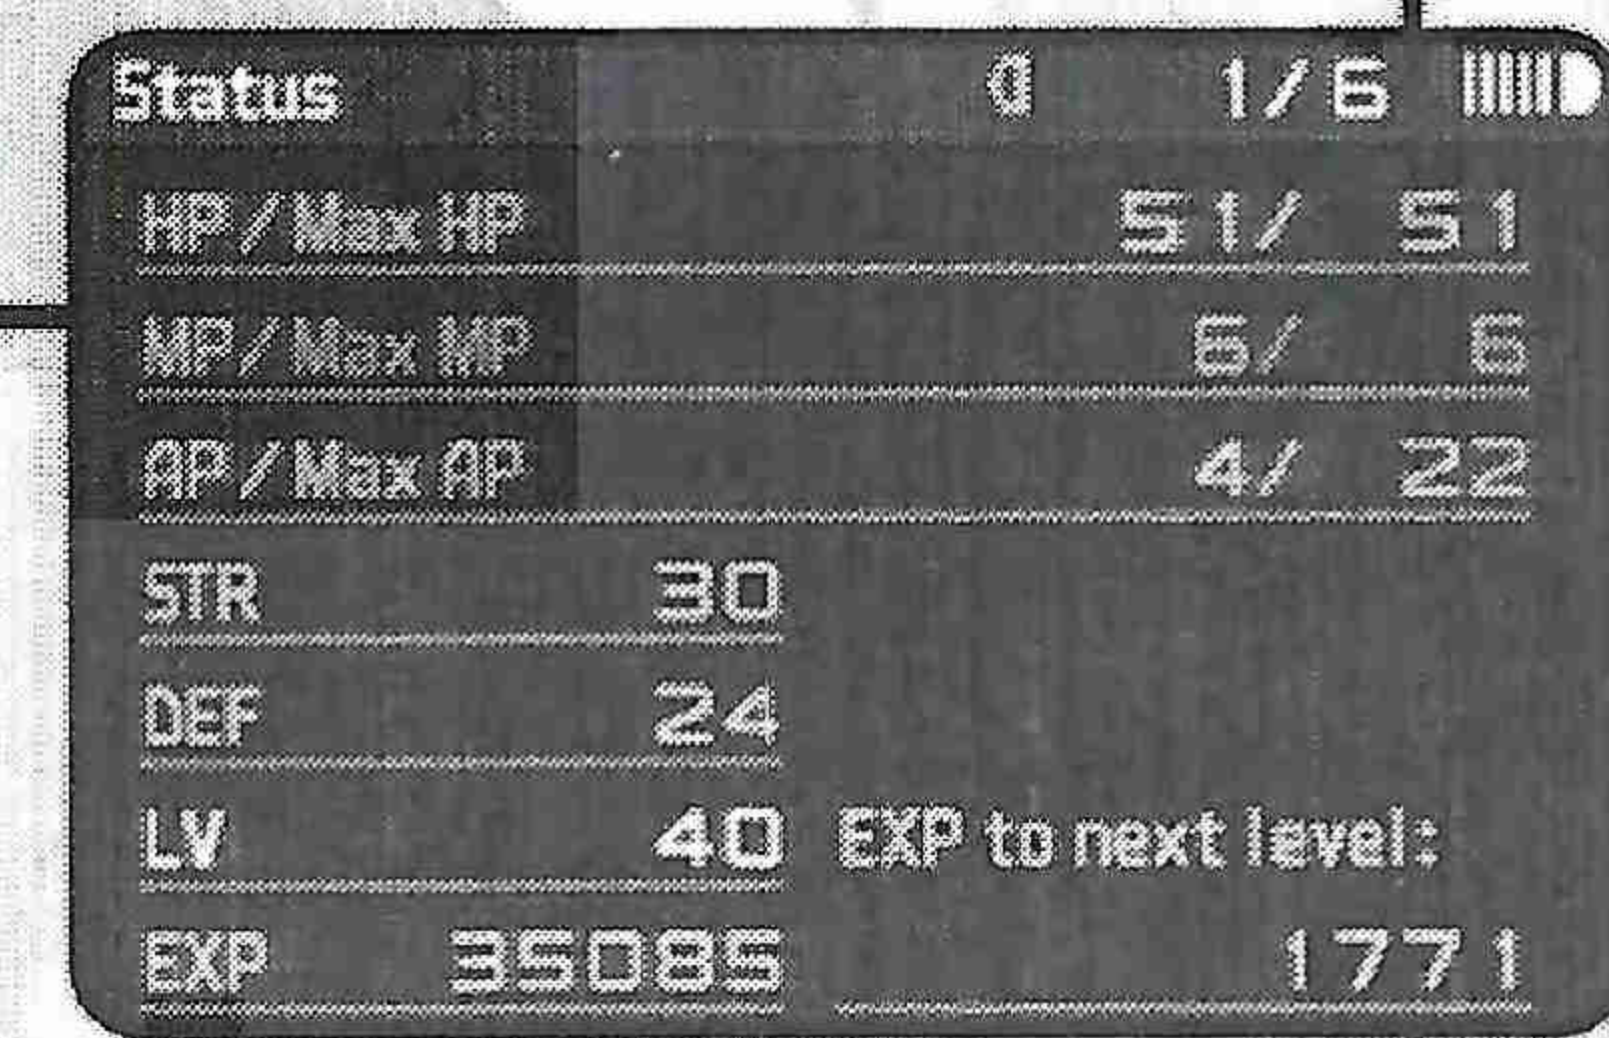 Status 1/6
HP/Max HP 51/ 51
MP/Max MP 6/ 6
AP/Max AP 4/ 22
STR 30
DEF 24
LV 40 EXP to next level:
EXP 35085 1771